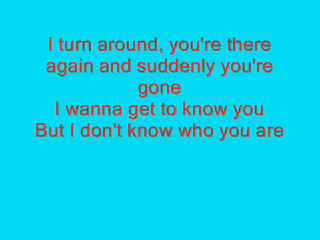 I turn around, you're there
again and suddenly you're
gone
I wanna get to know you
But I don't know who you are